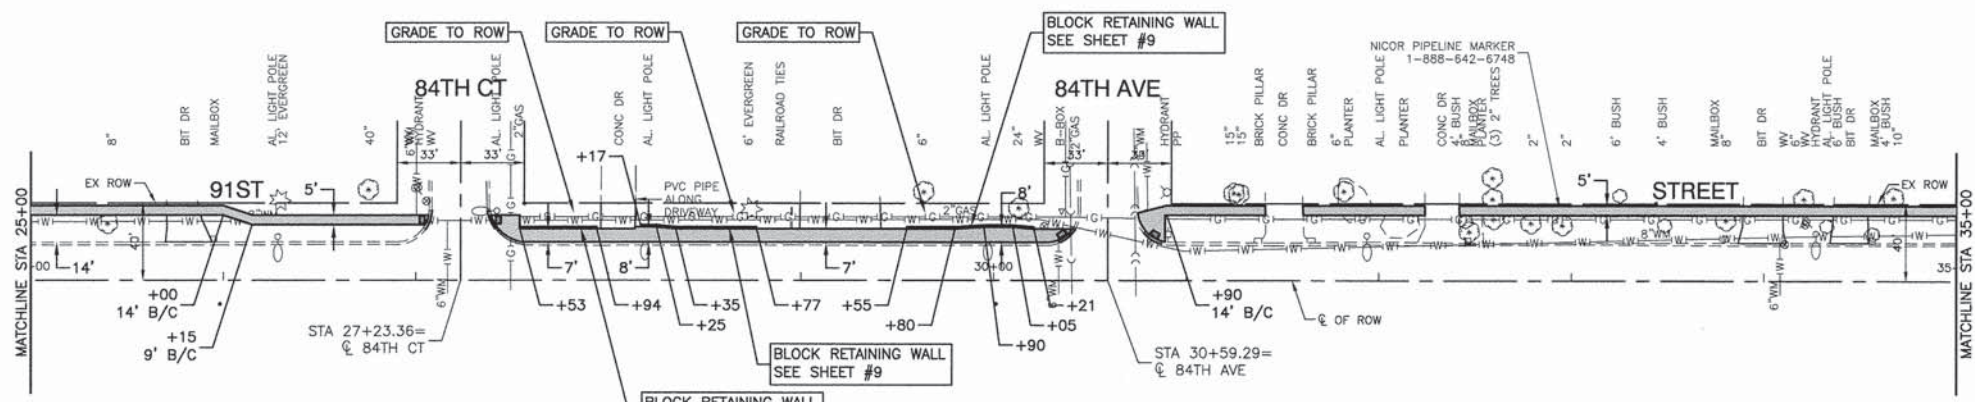 GRADE TO ROW
GRADE TO ROW
GRADE TO ROW
BLOCK RETAINING WALL
SEE SHEET #9
NICOR PIPELINE MARKER
1-888-642-6748
84TH CT
84TH AVE
8"
BIT DR
MAILBOX
AL. LIGHT POLE
12' EVERGREEN
40"
HYDRANT
WV
AL. LIGHT POLE
2"GAS
CONC DR
AL. LIGHT POLE
6' EVERGREEN
RAILROAD TIES
BIT DR
6"
AL. LIGHT POLE
24"
WV
B-BOX
2"GAS
HYDRANT
PP
15"
15"
BRICK PILLAR
CONC DR
BRICK PILLAR
6"
PLANTER
AL. LIGHT POLE
PLANTER
CONC DR
4' BUSH
8"
MAILBOX
PLANTER
(3) 2" TREES
2"
2"
6' BUSH
4' BUSH
MAILBOX
8"
BIT DR
WV
6"
WV
HYDRANT
AL. LIGHT POLE
6' BUSH
BIT DR
MAILBOX
4' BUSH
10"
33'
33'
33'
33'
EX ROW
91ST
5'
+17
PVC PIPE
ALONG
DRIVEWAY
2"GAS
8'
5'
STREET
EX ROW
8"WM
40'
40'
14'
7'
8'
7'
30+00
6"WM
6"WM
6"WM
MATCHLINE STA 25+00
MATCHLINE STA 35+00
+00
14' B/C
+15
9' B/C
STA 27+23.36=
℄ 84TH CT
+53
+94
+25
+35
+77
+55
+80
+90
+05
+21
+90
14' B/C
℄ OF ROW
STA 30+59.29=
℄ 84TH AVE
BLOCK RETAINING WALL
SEE SHEET #9
BLOCK RETAINING WALL